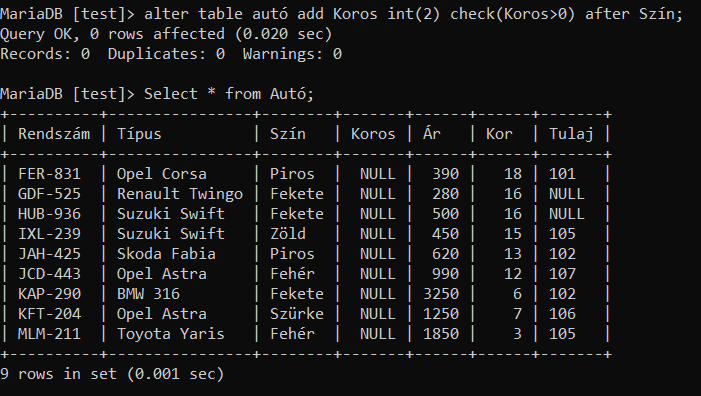 MariaDB [test]> alter table autó add Koros int(2) check(Koros>0) after Szín;
Query OK, 0 rows affected (0.020 sec)
Records: 0  Duplicates: 0  Warnings: 0

MariaDB [test]> Select * from Autó;
+----------+----------------+--------+-------+------+------+-------+
| Rendszám | Típus          | Szín   | Koros | Ár   | Kor  | Tulaj |
+----------+----------------+--------+-------+------+------+-------+
| FER-831  | Opel Corsa     | Piros  |  NULL |  390 |   18 | 101   |
| GDF-525  | Renault Twingo | Fekete |  NULL |  280 |   16 | NULL  |
| HUB-936  | Suzuki Swift   | Fekete |  NULL |  500 |   16 | NULL  |
| IXL-239  | Suzuki Swift   | Zöld   |  NULL |  450 |   15 | 105   |
| JAH-425  | Skoda Fabia    | Piros  |  NULL |  620 |   13 | 102   |
| JCD-443  | Opel Astra     | Fehér  |  NULL |  990 |   12 | 107   |
| KAP-290  | BMW 316        | Fekete |  NULL | 3250 |    6 | 102   |
| KFT-204  | Opel Astra     | Szürke |  NULL | 1250 |    7 | 106   |
| MLM-211  | Toyota Yaris   | Fehér  |  NULL | 1850 |    3 | 105   |
+----------+----------------+--------+-------+------+------+-------+
9 rows in set (0.001 sec)